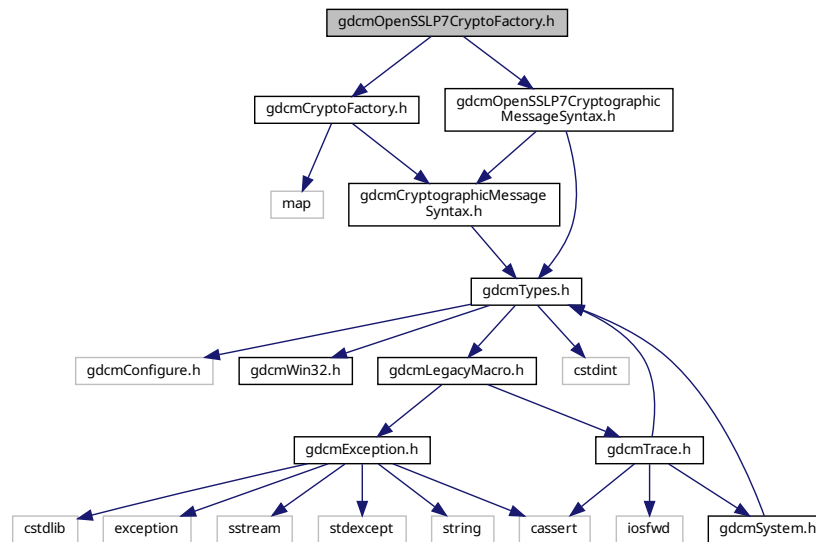 gdcmOpenSSLP7CryptoFactory.h
gdcmCryptoFactory.h
gdcmOpenSSLP7Cryptographic
MessageSyntax.h
map
gdcmCryptographicMessage
Syntax.h
gdcmTypes.h
gdcmConfigure.h
gdcmWin32.h
gdcmLegacyMacro.h
cstdint
gdcmException.h
gdcmTrace.h
cstdlib
exception
sstream
stdexcept
string
cassert
iosfwd
gdcmSystem.h